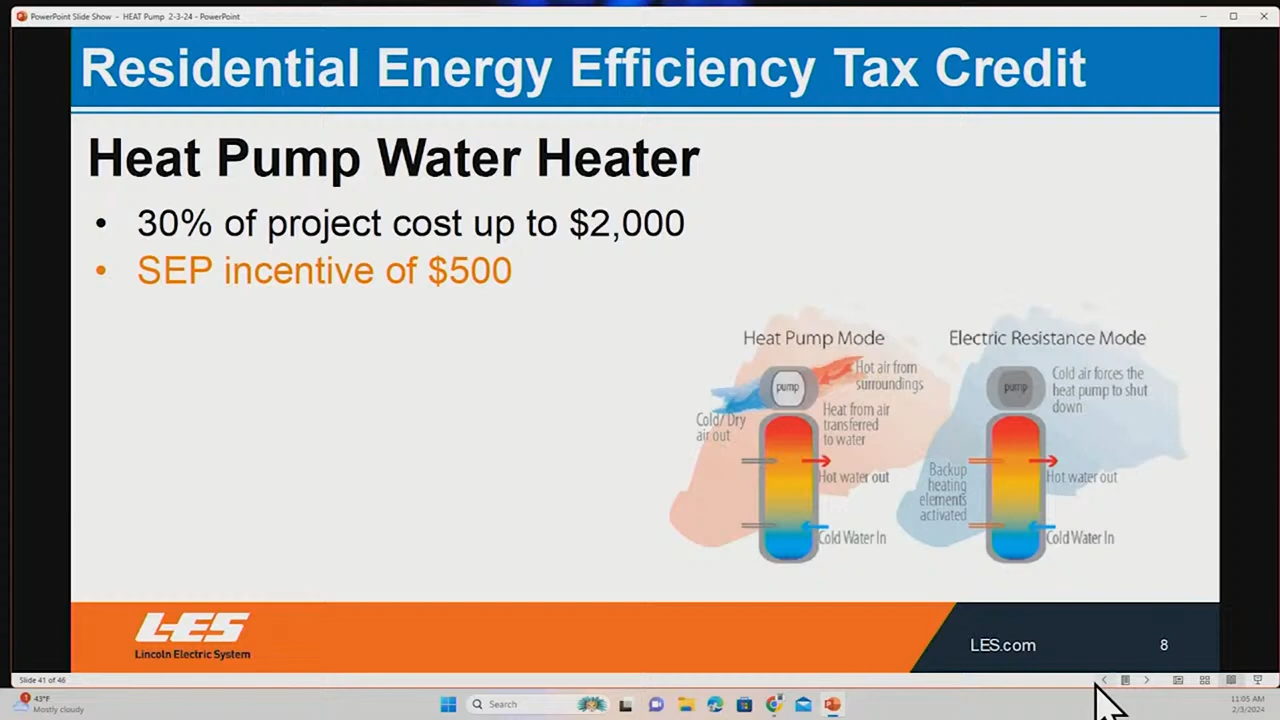 PowerPoint Slide Show - HEAT Pump 2-3-24 - PowerPoint
Residential Energy Efficiency Tax Credit
Heat Pump Water Heater
• 30% of project cost up to $2,000
• SEP incentive of $500
Heat Pump Mode
pump
Hot air from
surroundings
Cold/ Dry
air out
Heat from air
transferred
to water
Hot water out
Cold Water In
Electric Resistance Mode
pump
Cold air forces the
heat pump to shut
down
Backup
heating
elements
activated
Hot water out
Cold Water In
LES
Lincoln Electric System
LES.com
8
Slide 41 of 46
1
43°F
Mostly cloudy
Search
11:05 AM
2/3/2024